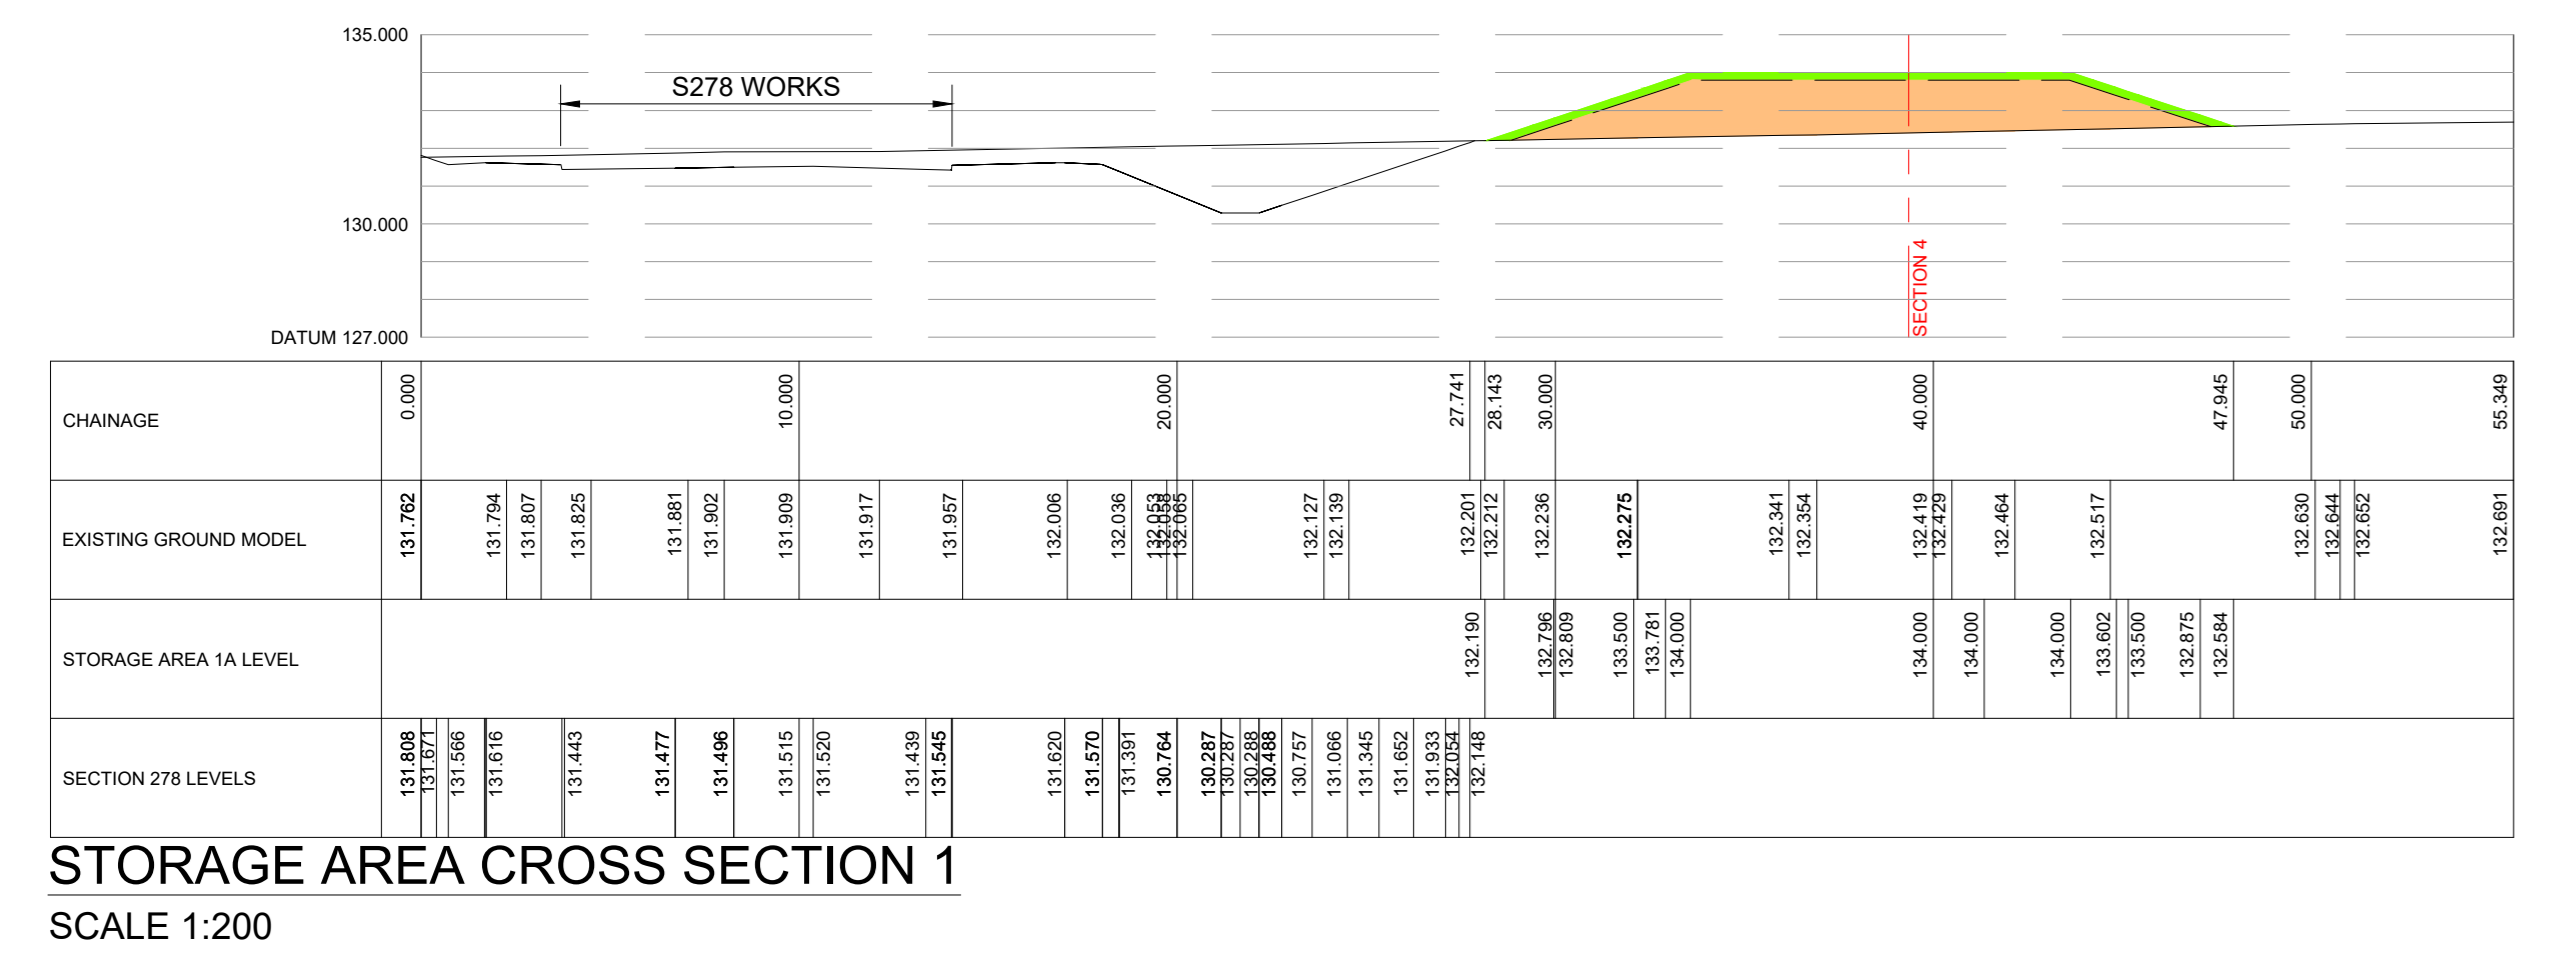 135.000
S278 WORKS
130.000
SECTION 4
DATUM 127.000
CHAINAGE 0.000 10.000 20.000 27.741 28.143 30.000 40.000 47.945 50.000 55.349
EXISTING GROUND MODEL 131.762 131.794 131.807 131.825 131.881 131.902 131.909 131.917 131.957 132.006 132.036 132.053 132.058 132.065 132.127 132.139 132.201 132.212 132.236 132.275 132.341 132.354 132.419 132.429 132.464 132.517 132.630 132.644 132.652 132.691
STORAGE AREA 1A LEVEL 132.190 132.796 132.809 133.500 133.781 134.000 134.000 134.000 134.000 133.602 133.500 132.875 132.584
SECTION 278 LEVELS 131.808 131.671 131.566 131.616 131.443 131.477 131.496 131.515 131.520 131.439 131.545 131.620 131.570 131.391 130.764 130.287 130.287 130.288 130.488 130.757 131.066 131.345 131.652 131.933 132.054 132.148
STORAGE AREA CROSS SECTION 1
SCALE 1:200